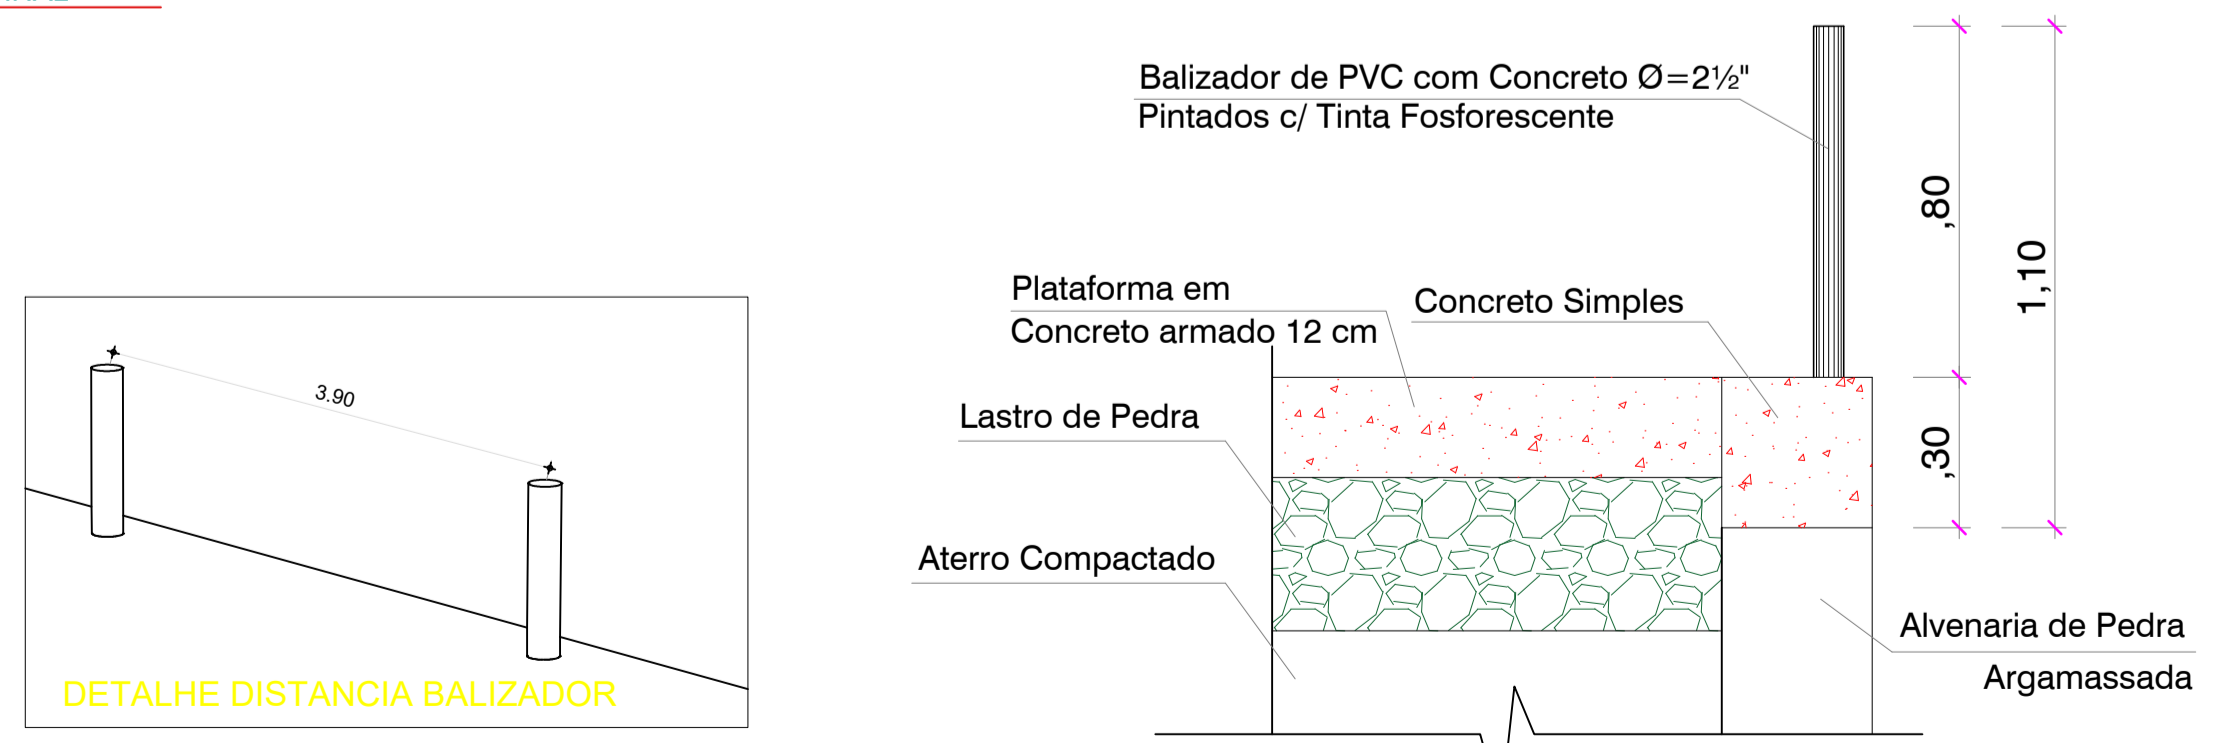 Balizador de PVC com Concreto Ø=2½"
Pintados c/ Tinta Fosforescente
,80
1,10
Plataforma em
Concreto armado 12 cm
Concreto Simples
3.90
Lastro de Pedra
,30
Aterro Compactado
Alvenaria de Pedra
Argamassada
DETALHE DISTANCIA BALIZADOR